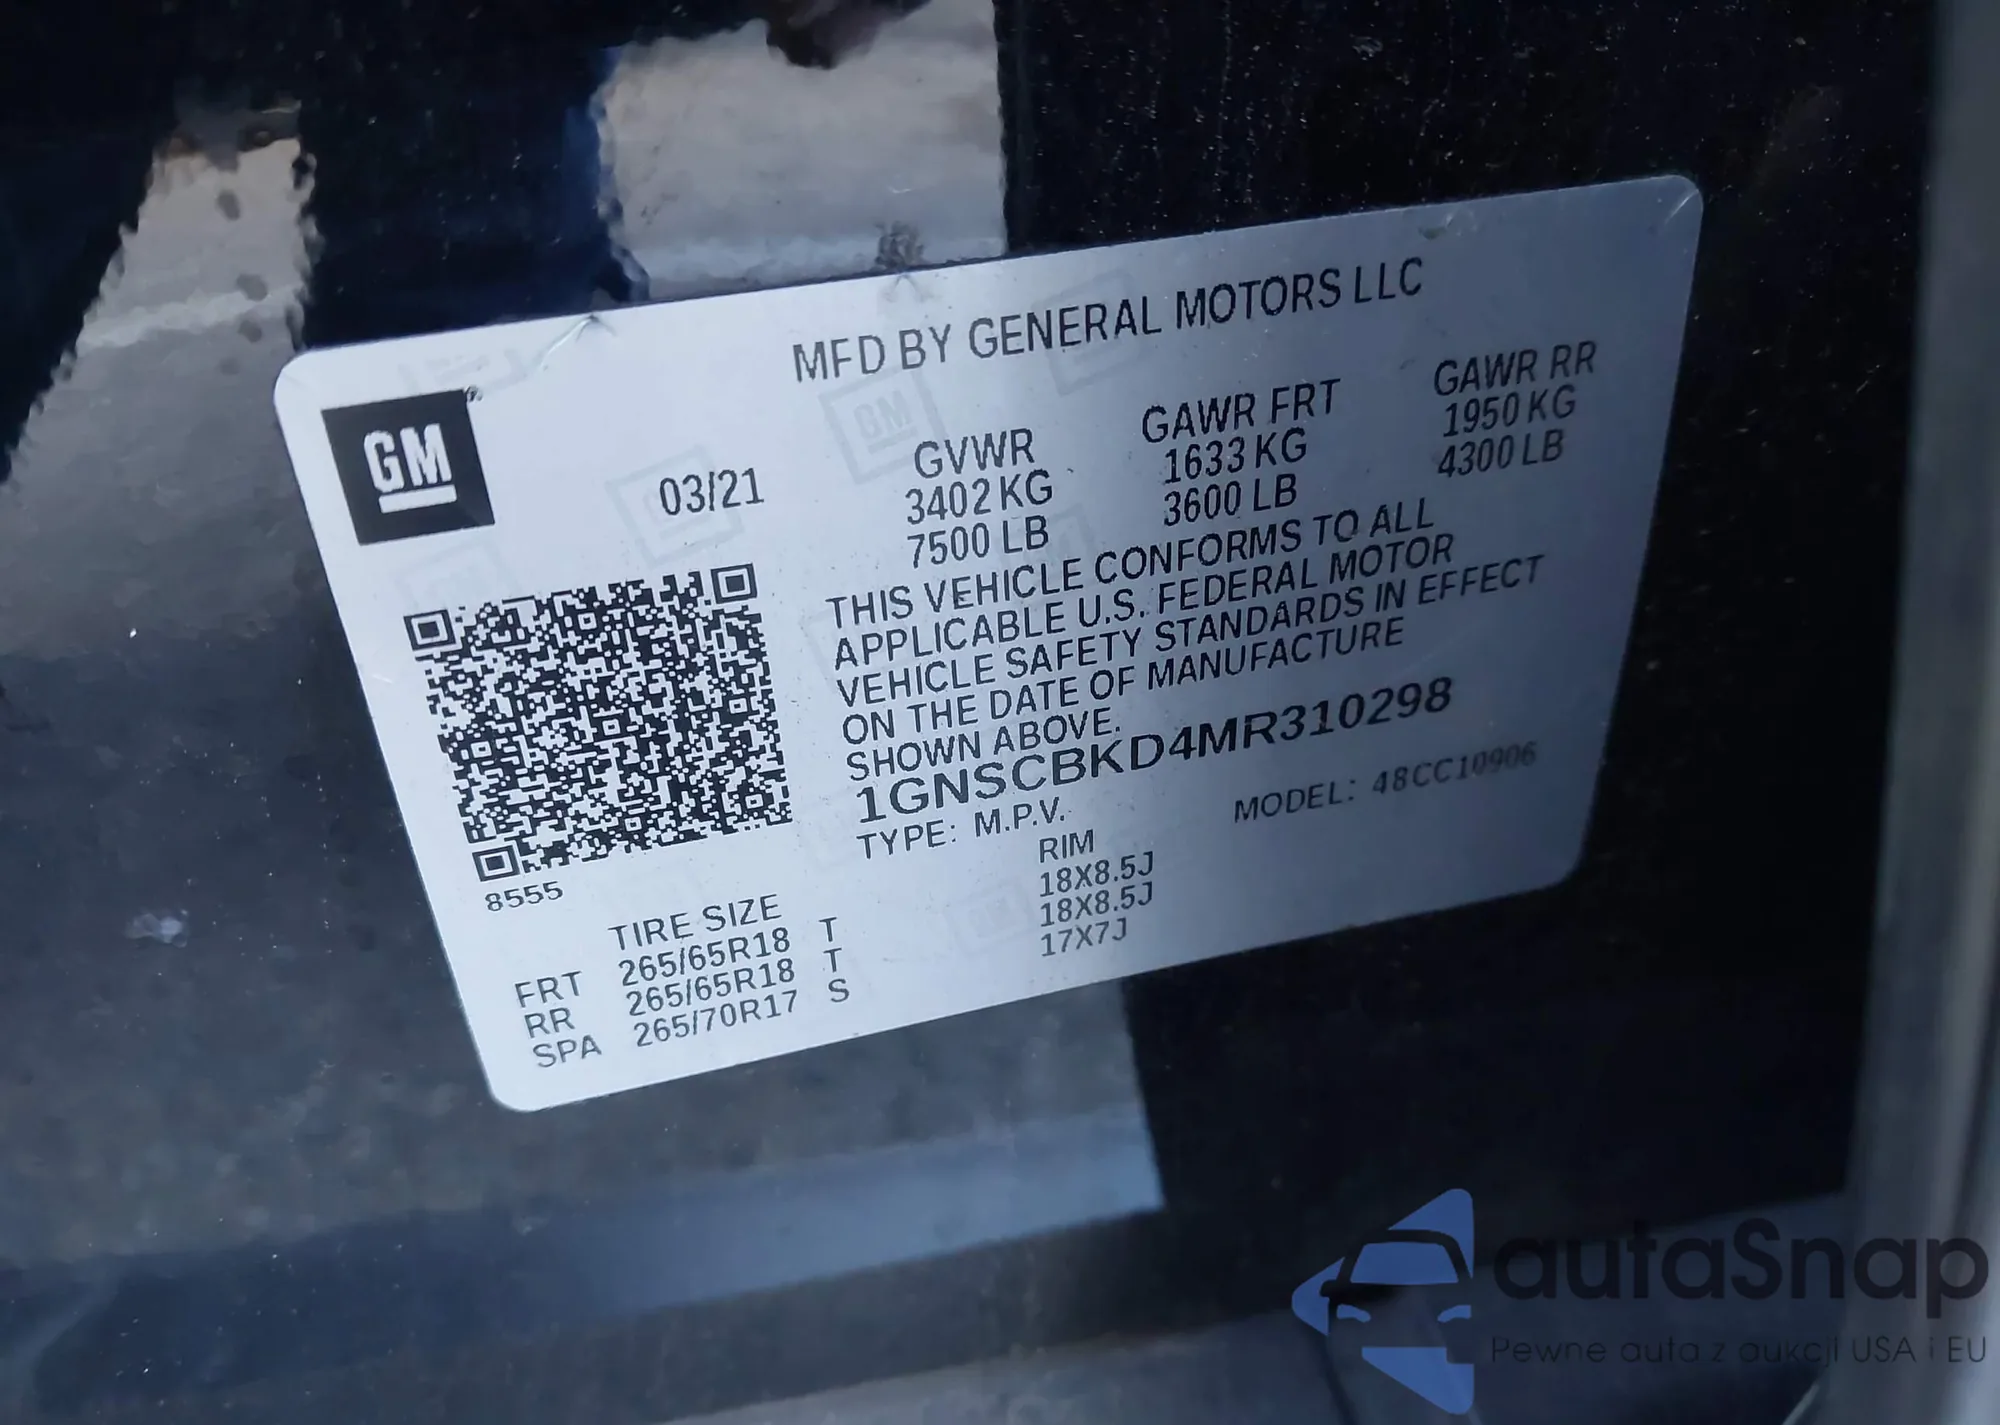 MFD BY GENERAL MOTORS LLC
GM
03/21
GVWR GAWR FRT GAWR RR
3402 KG 1633 KG 1950 KG
7500 LB 3600 LB 4300 LB
THIS VEHICLE CONFORMS TO ALL
APPLICABLE U.S. FEDERAL MOTOR
VEHICLE SAFETY STANDARDS IN EFFECT
ON THE DATE OF MANUFACTURE
SHOWN ABOVE.
1GNSCBKD4MR310298
TYPE: M.P.V. MODEL: 48CC10906
8555
TIRE SIZE RIM
FRT 265/65R18 T 18X8.5J
RR 265/65R18 T 18X8.5J
SPA 265/70R17 S 17X7J
autaSnap
Pewne auta z aukcji USA i EU